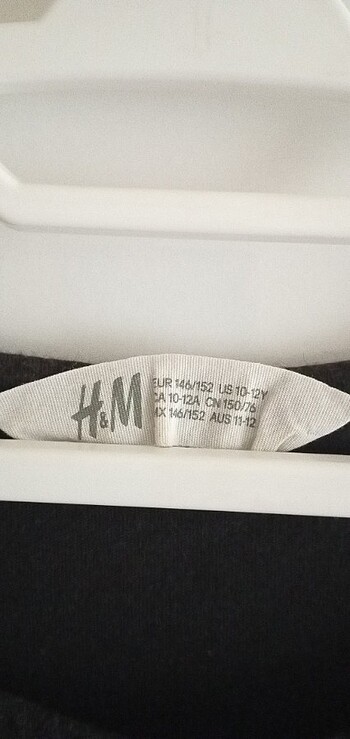 H&M
EUR 146/152 US 10-12Y
CA 10-12A CN 150/76
MX 146/152 AUS 11-12